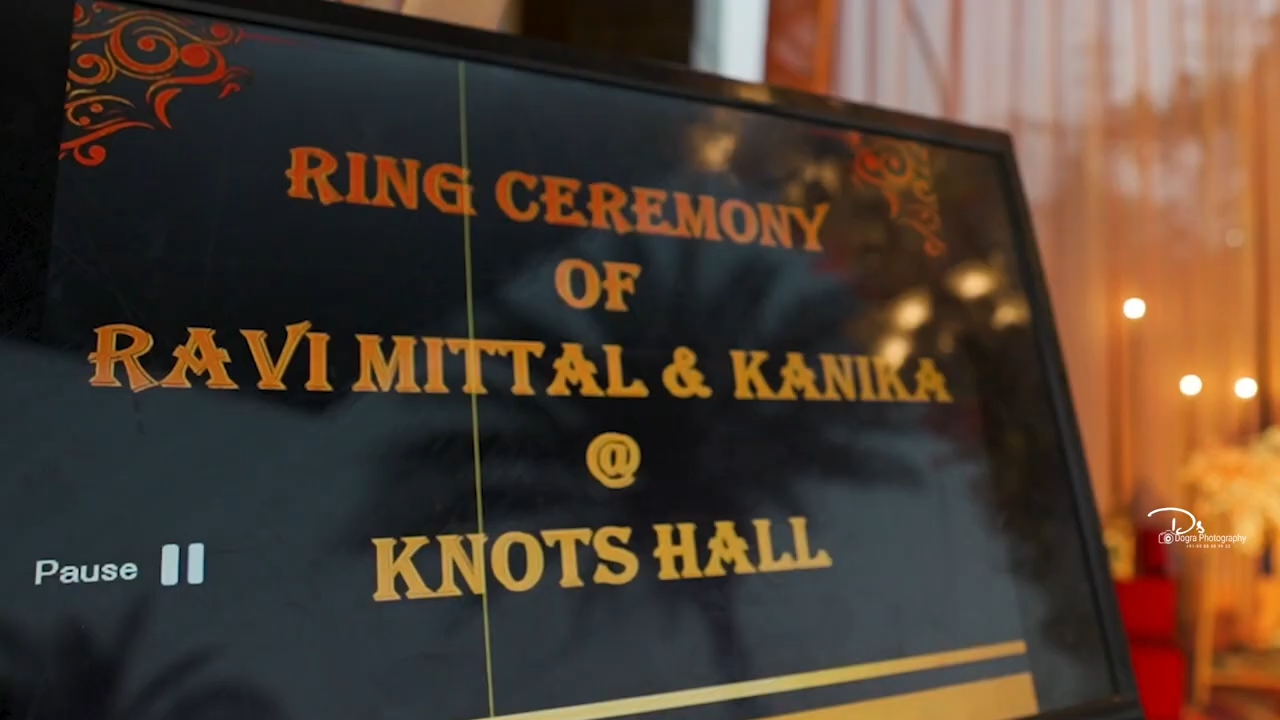 RING CEREMONY
OF
RAVI MITTAL & KANIKA
@
KNOTS HALL
Pause
Dogra Photography